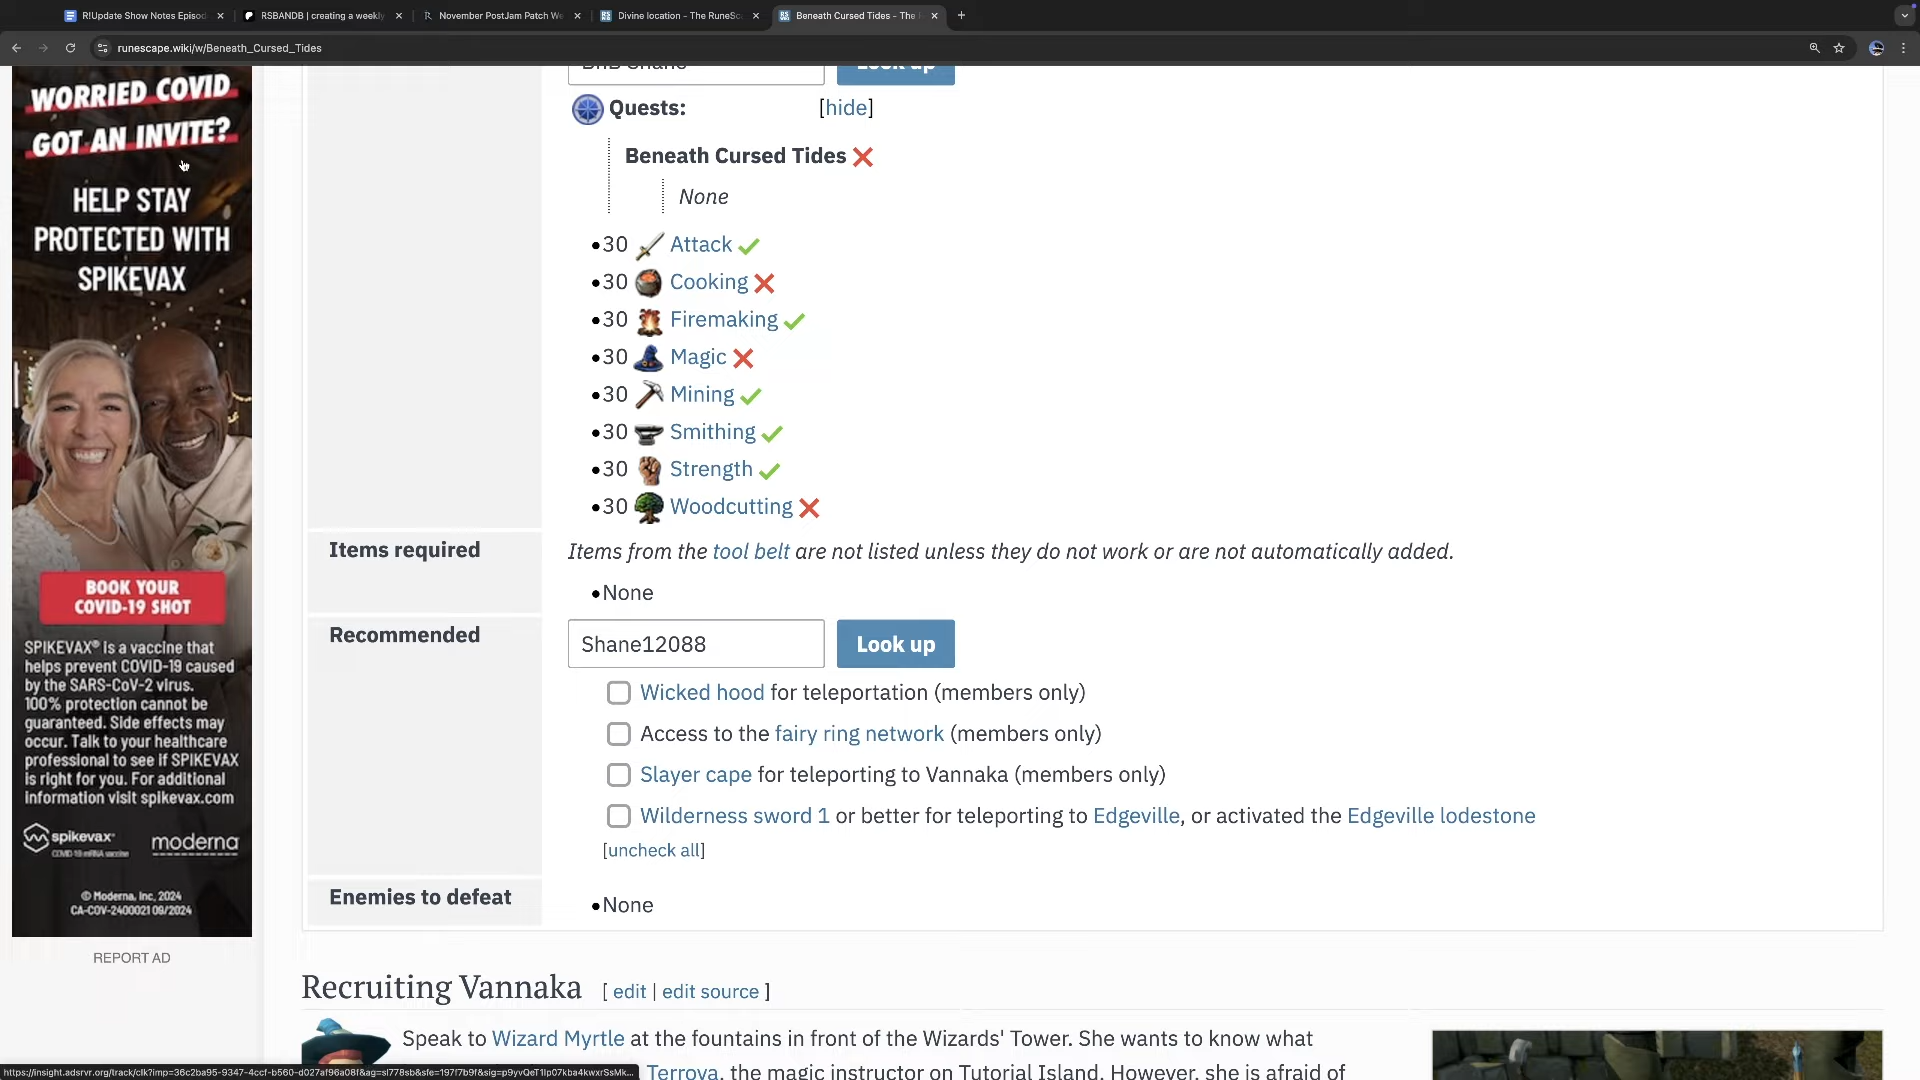 R!Update Show Notes Episod
RSBANDB | creating a weekly
November PostJam Patch We
Divine location - The RuneSc
Beneath Cursed Tides - The
runescape.wiki/w/Beneath_Cursed_Tides
WORRIED COVID
GOT AN INVITE?
HELP STAY
PROTECTED WITH
SPIKEVAX
BOOK YOUR
COVID-19 SHOT
SPIKEVAX® is a vaccine that
helps prevent COVID-19 caused
by the SARS-CoV-2 virus.
100% protection cannot be
guaranteed. Side effects may
occur. Talk to your healthcare
professional to see if SPIKEVAX
is right for you. For additional
information visit spikevax.com
spikevax
COVID-19 mRNA vaccine
moderna
© Moderna, Inc, 2024
CA-COV-2400021 09/2024
REPORT AD
Look up
Quests: [hide]
Beneath Cursed Tides
None
•30 Attack
•30 Cooking
•30 Firemaking
•30 Magic
•30 Mining
•30 Smithing
•30 Strength
•30 Woodcutting
Items required
Items from the tool belt are not listed unless they do not work or are not automatically added.
•None
Recommended
Shane12088 Look up
Wicked hood for teleportation (members only)
Access to the fairy ring network (members only)
Slayer cape for teleporting to Vannaka (members only)
Wilderness sword 1 or better for teleporting to Edgeville, or activated the Edgeville lodestone
[uncheck all]
Enemies to defeat
•None
Recruiting Vannaka [ edit | edit source ]
Speak to Wizard Myrtle at the fountains in front of the Wizards' Tower. She wants to know what
Terrova, the magic instructor on Tutorial Island. However, she is afraid of